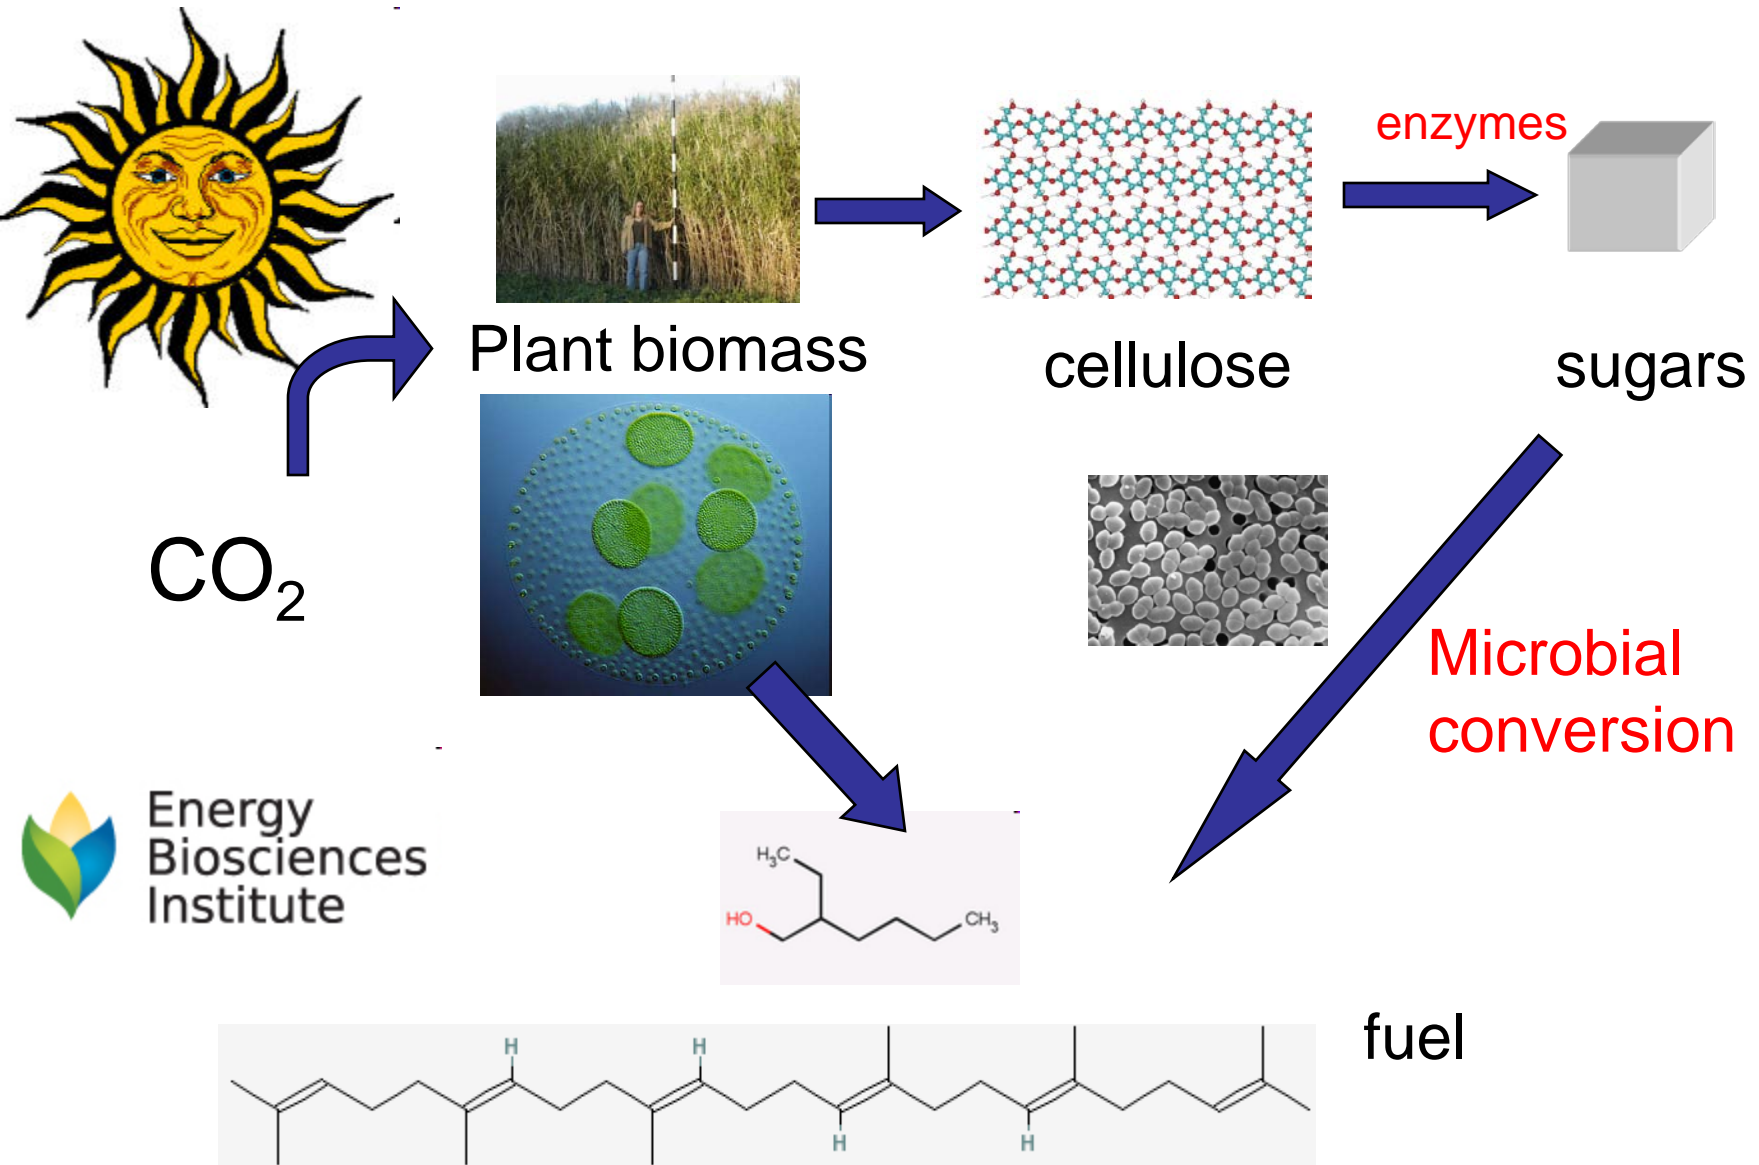 enzymes
Plant biomass
cellulose
sugars
CO₂
Microbial
conversion
Energy
Biosciences
Institute
H₃C
HO
CH₃
fuel
H
H
H
H